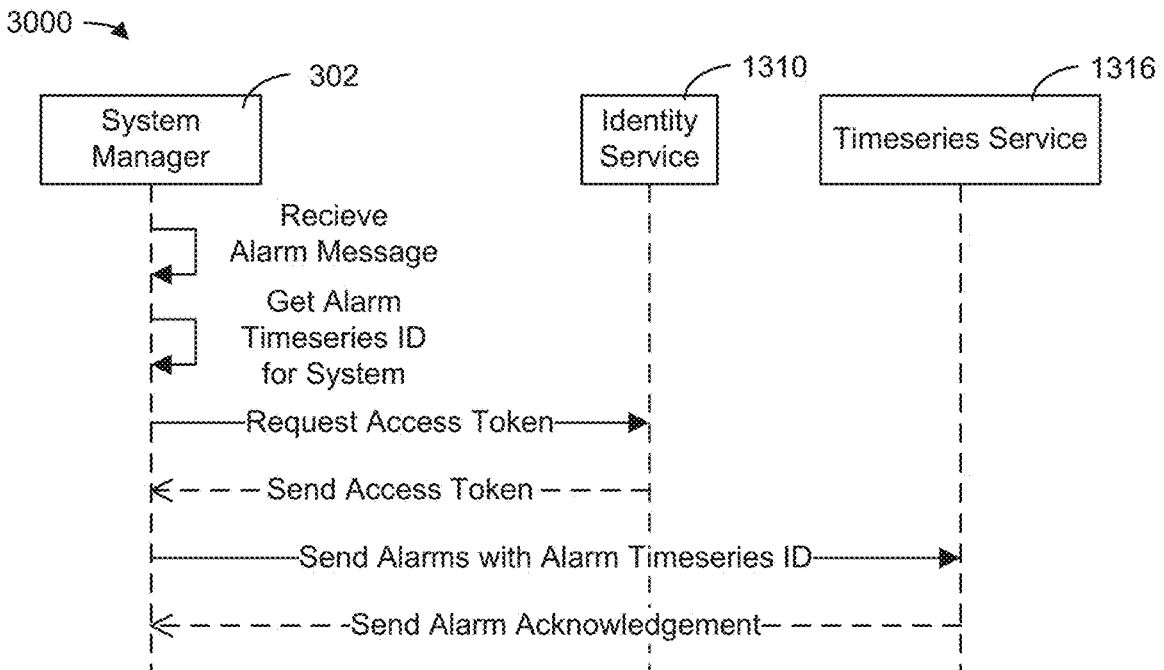 3000
302
1310
1316
System
Manager
Identity
Service
Timeseries Service
Recieve
Alarm Message
Get Alarm
Timeseries ID
for System
Request Access Token
Send Access Token
Send Alarms with Alarm Timeseries ID
Send Alarm Acknowledgement